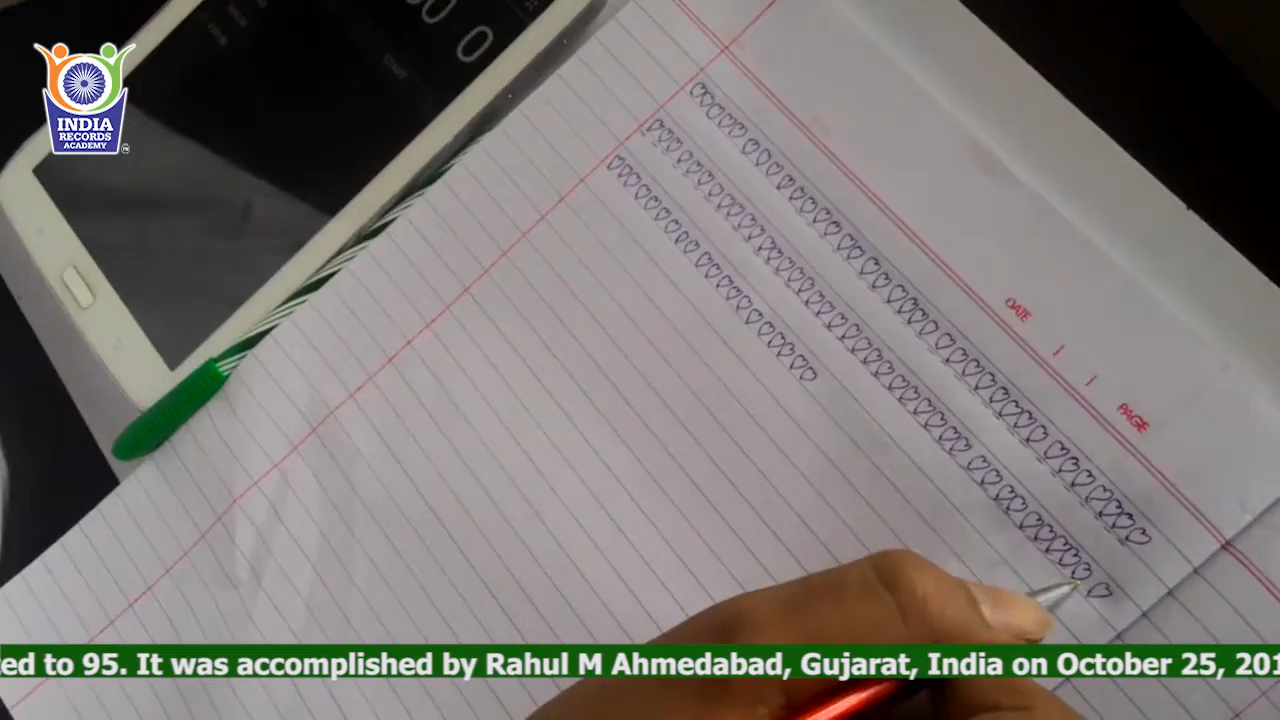 INDIA
RECORDS
ACADEMY
DATE / /
PAGE
ted to 95. It was accomplished by Rahul M Ahmedabad, Gujarat, India on October 25, 201